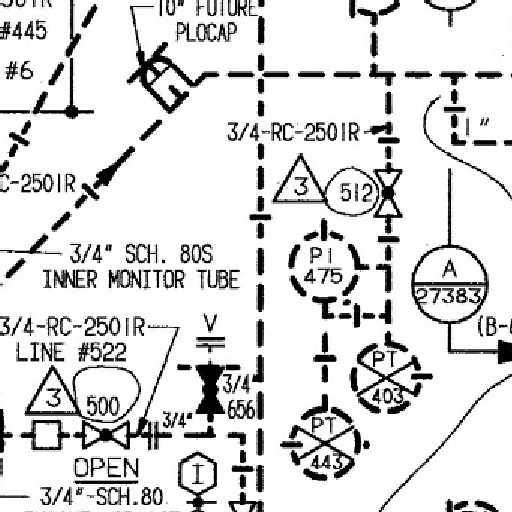 10" FUTURE
PLOCAP
#445
#6
3/4-RC-2501R
1"
3
512
C-2501R
3/4" SCH. 80S
INNER MONITOR TUBE
PI
475
A
27383
3/4-RC-2501R
LINE #522
V
(B-
PT
403
3
500
3/4"
656
3/4"
PT
443
OPEN
I
3/4"-SCH.80